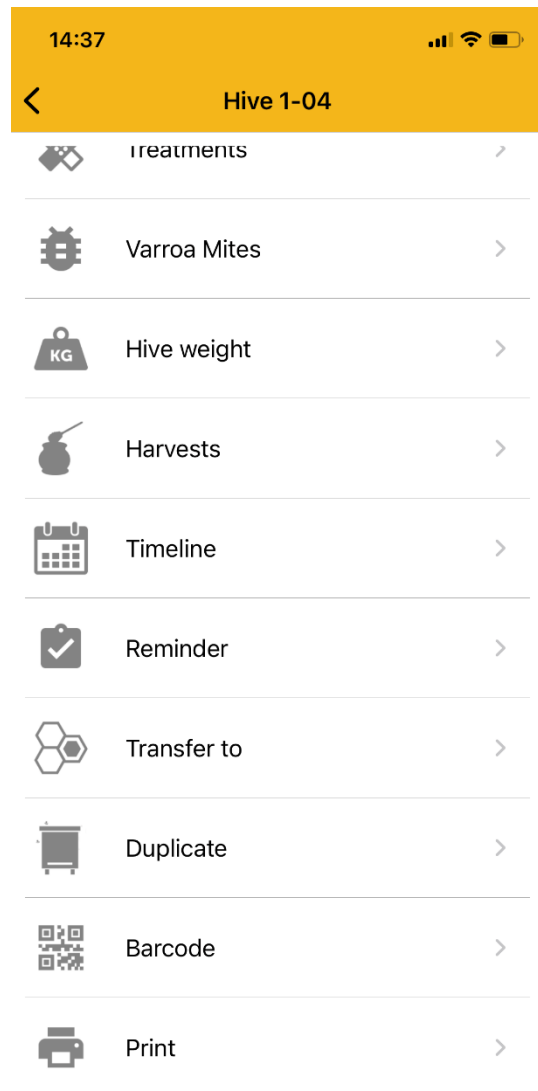 14:37
Hive 1-04
Treatments
Varroa Mites
KG
Hive weight
Harvests
Timeline
Reminder
Transfer to
Duplicate
Barcode
Print